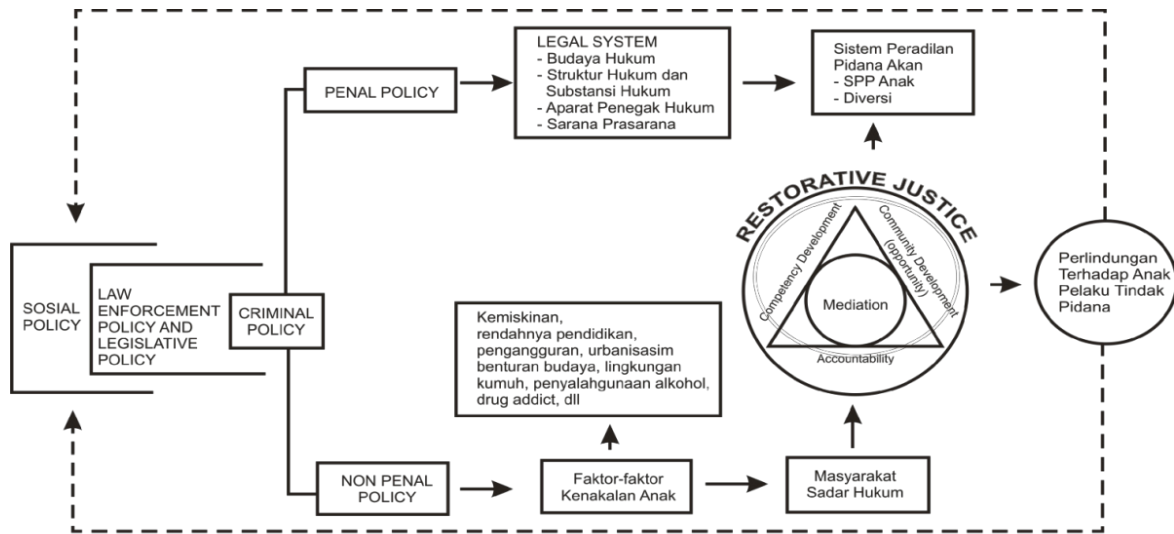 LEGAL SYSTEM
- Budaya Hukum
- Struktur Hukum dan
Substansi Hukum
- Aparat Penegak Hukum
- Sarana Prasarana
Sistem Peradilan
Pidana Akan
- SPP Anak
- Diversi
PENAL POLICY
RESTORATIVE JUSTICE
Competency Development
Community Development
(opportunity)
Mediation
Accountability
Perlindungan
Terhadap Anak
Pelaku Tindak
Pidana
SOSIAL
POLICY
LAW
ENFORCEMENT
POLICY AND
LEGISLATIVE
POLICY
CRIMINAL
POLICY
Kemiskinan,
rendahnya pendidikan,
pengangguran, urbanisasim
benturan budaya, lingkungan
kumuh, penyalahgunaan alkohol,
drug addict, dll
NON PENAL
POLICY
Faktor-faktor
Kenakalan Anak
Masyarakat
Sadar Hukum